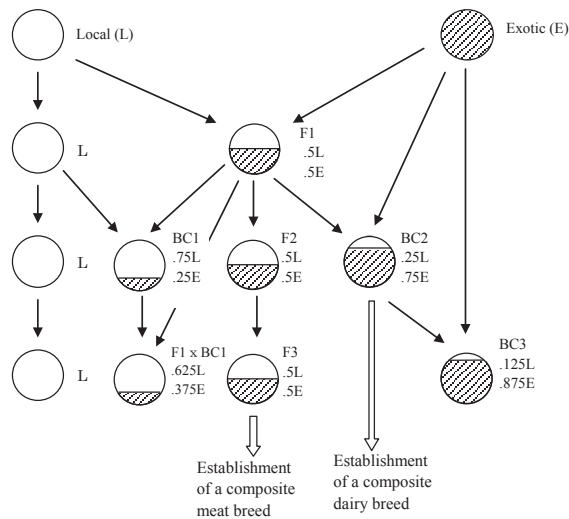 Local (L)
Exotic (E)
L
F1
.5L
.5E
L
BC1
.75L
.25E
F2
.5L
.5E
BC2
.25L
.75E
L
F1 x BC1
.625L
.375E
F3
.5L
.5E
BC3
.125L
.875E
Establishment
of a composite
meat breed
Establishment
of a composite
dairy breed